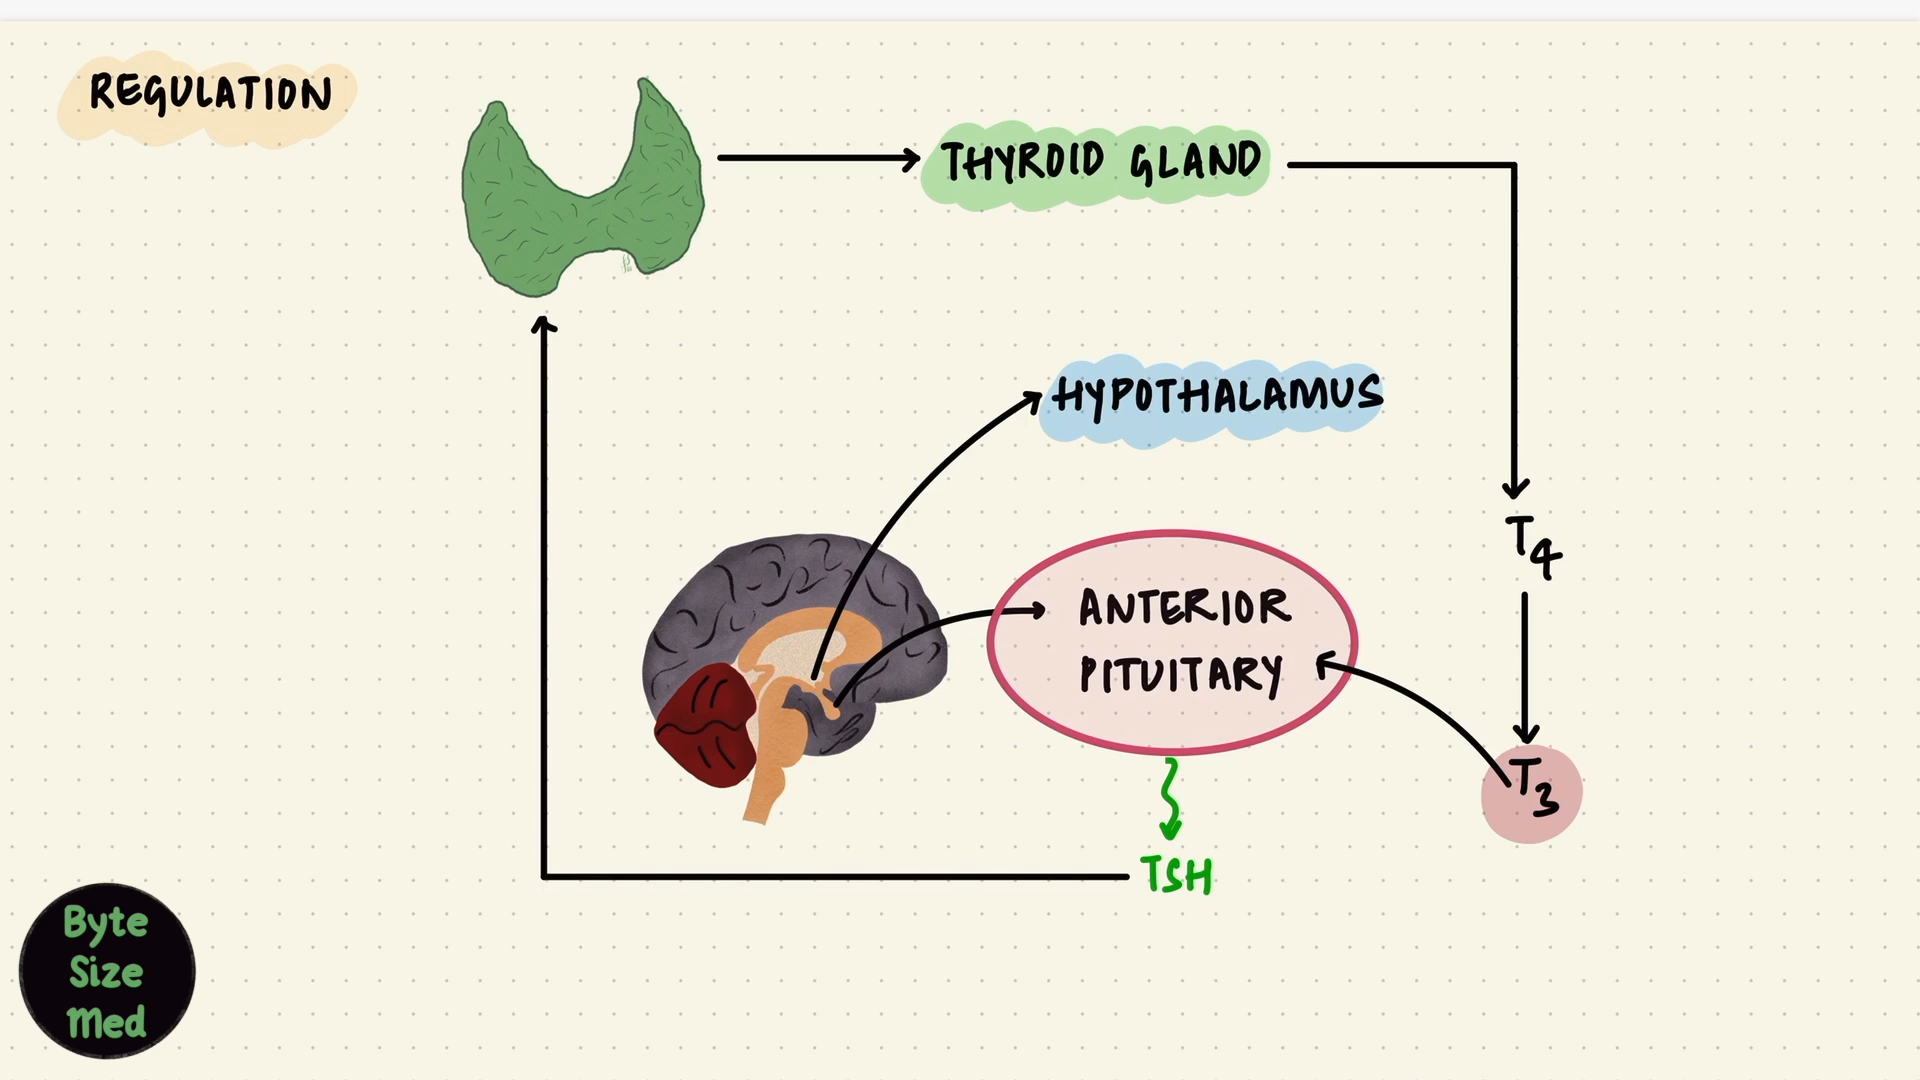 REGULATION
THYROID GLAND
HYPOTHALAMUS
T4
ANTERIOR
PITUITARY
T3
TSH
Byte
Size
Med